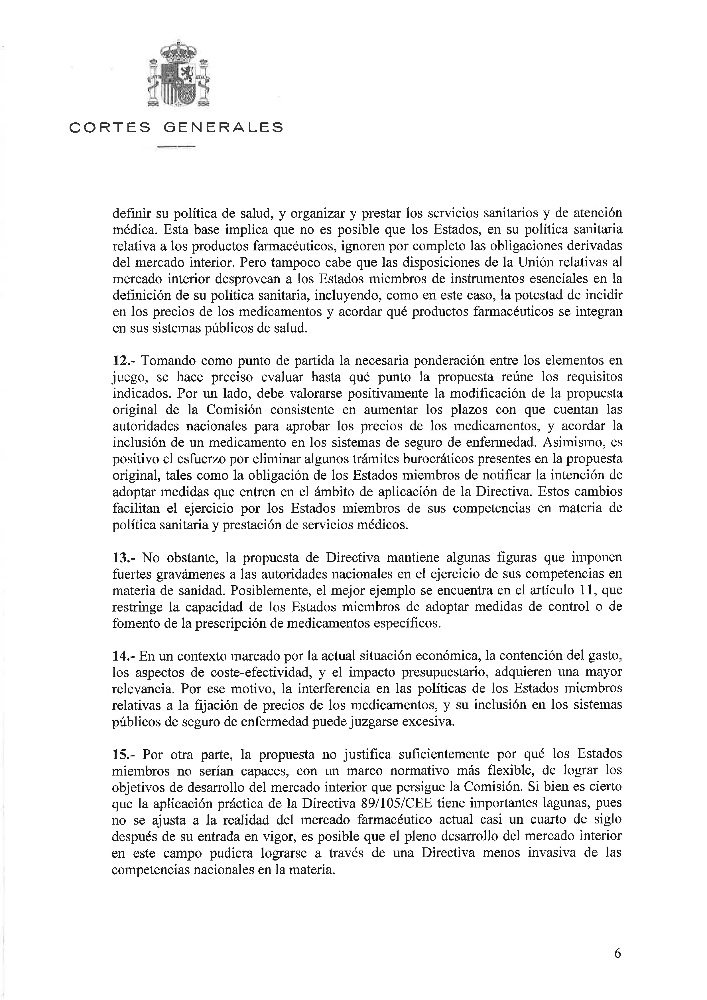 CORTES GENERALES
definir su política de salud, y organizar y prestar los servicios sanitarios y de atención
médica. Esta base implica que no es posible que los Estados, en su política sanitaria
relativa a los productos farmacéuticos, ignoren por completo las obligaciones derivadas
del mercado interior. Pero tampoco cabe que las disposiciones de la Unión relativas al
mercado interior desprovean a los Estados miembros de instrumentos esenciales en la
definición de su política sanitaria, incluyendo, como en este caso, la potestad de incidir
en los precios de los medicamentos y acordar qué productos farmacéuticos se integran
en sus sistemas públicos de salud.
12.- Tomando como punto de partida la necesaria ponderación entre los elementos en
juego, se hace preciso evaluar hasta qué punto la propuesta reúne los requisitos
indicados. Por un lado, debe valorarse positivamente la modificación de la propuesta
original de la Comisión consistente en aumentar los plazos con que cuentan las
autoridades nacionales para aprobar los precios de los medicamentos, y acordar la
inclusión de un medicamento en los sistemas de seguro de enfermedad. Asimismo, es
positivo el esfuerzo por eliminar algunos trámites burocráticos presentes en la propuesta
original, tales como la obligación de los Estados miembros de notificar la intención de
adoptar medidas que entren en el ámbito de aplicación de la Directiva. Estos cambios
facilitan el ejercicio por los Estados miembros de sus competencias en materia de
política sanitaria y prestación de servicios médicos.
13.- No obstante, la propuesta de Directiva mantiene algunas figuras que imponen
fuertes gravámenes a las autoridades nacionales en el ejercicio de sus competencias en
materia de sanidad. Posiblemente, el mejor ejemplo se encuentra en el artículo 11, que
restringe la capacidad de los Estados miembros de adoptar medidas de control o de
fomento de la prescripción de medicamentos específicos.
14.- En un contexto marcado por la actual situación económica, la contención del gasto,
los aspectos de coste-efectividad, y el impacto presupuestario, adquieren una mayor
relevancia. Por ese motivo, la interferencia en las políticas de los Estados miembros
relativas a la fijación de precios de los medicamentos, y su inclusión en los sistemas
públicos de seguro de enfermedad puede juzgarse excesiva.
15.- Por otra parte, la propuesta no justifica suficientemente por qué los Estados
miembros no serían capaces, con un marco normativo más flexible, de lograr los
objetivos de desarrollo del mercado interior que persigue la Comisión. Si bien es cierto
que la aplicación práctica de la Directiva 89/105/CEE tiene importantes lagunas, pues
no se ajusta a la realidad del mercado farmacéutico actual casi un cuarto de siglo
después de su entrada en vigor, es posible que el pleno desarrollo del mercado interior
en este campo pudiera lograrse a través de una Directiva menos invasiva de las
competencias nacionales en la materia.
6